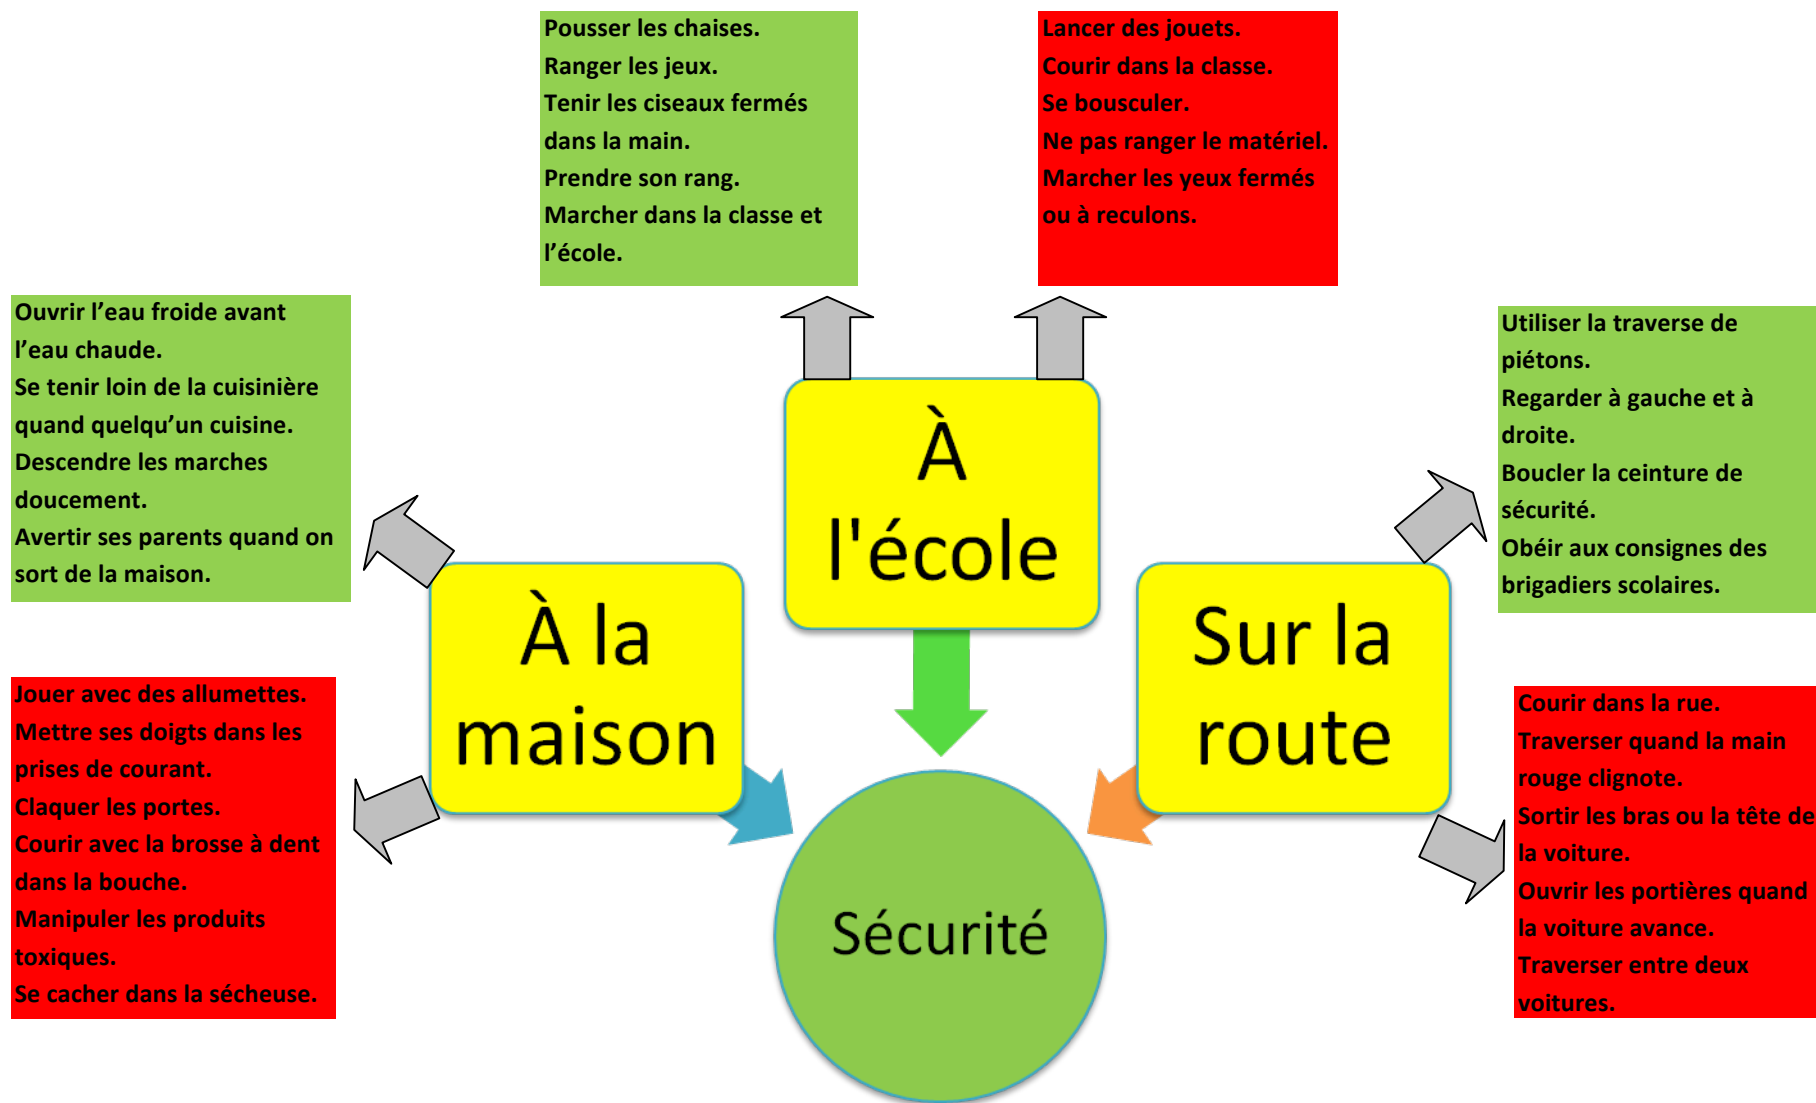 Pousser les chaises.
Ranger les jeux.
Tenir les ciseaux fermés
dans la main.
Prendre son rang.
Marcher dans la classe et
l’école.
Lancer des jouets.
Courir dans la classe.
Se bousculer.
Ne pas ranger le matériel.
Marcher les yeux fermés
ou à reculons.
Ouvrir l’eau froide avant
l’eau chaude.
Se tenir loin de la cuisinière
quand quelqu’un cuisine.
Descendre les marches
doucement.
Avertir ses parents quand on
sort de la maison.
Utiliser la traverse de
piétons.
Regarder à gauche et à
droite.
Boucler la ceinture de
sécurité.
Obéir aux consignes des
brigadiers scolaires.
À
l'école
À la
maison
Sur la
route
Jouer avec des allumettes.
Mettre ses doigts dans les
prises de courant.
Claquer les portes.
Courir avec la brosse à dent
dans la bouche.
Manipuler les produits
toxiques.
Se cacher dans la sécheuse.
Courir dans la rue.
Traverser quand la main
rouge clignote.
Sortir les bras ou la tête de
la voiture.
Ouvrir les portières quand
la voiture avance.
Traverser entre deux
voitures.
Sécurité